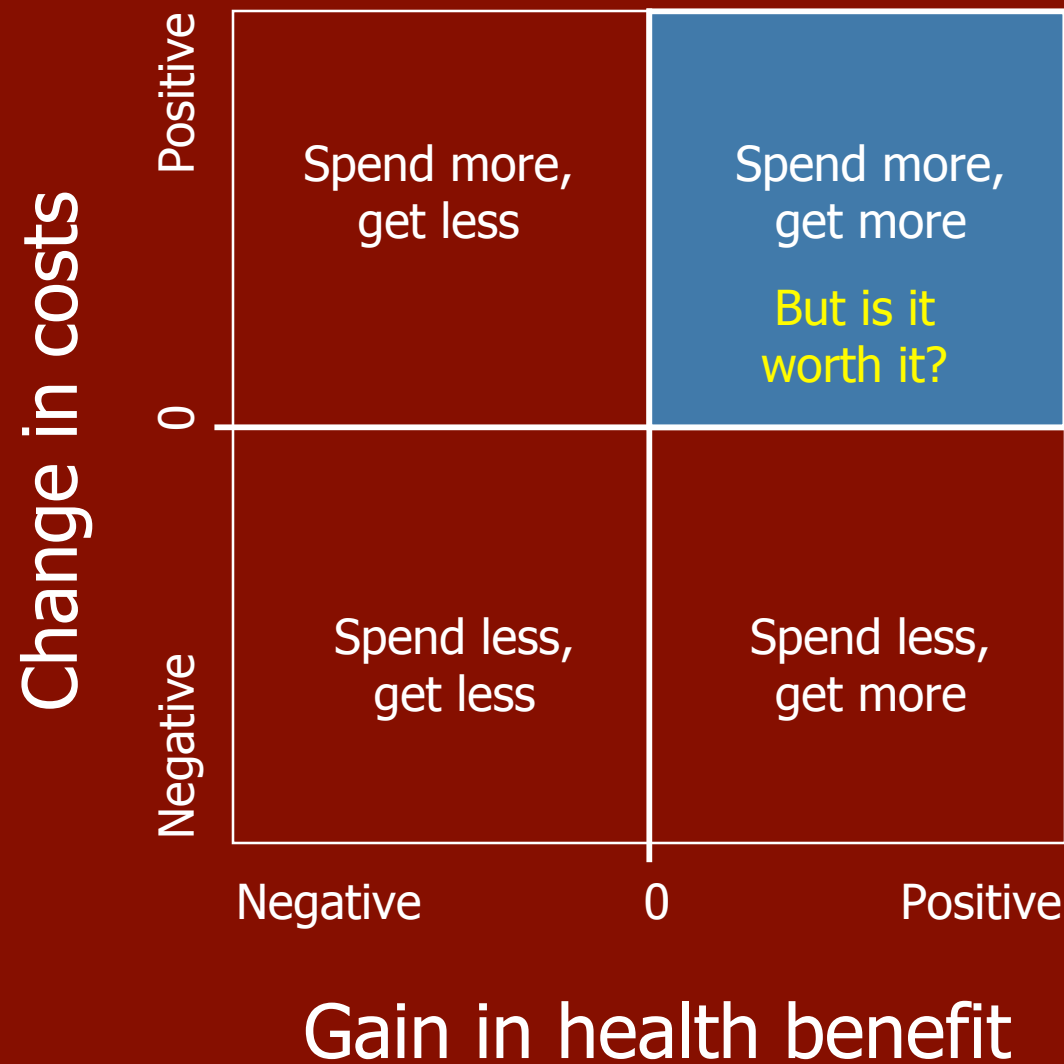 Change in costs
Positive
0
Negative
Spend more,
get less
Spend more,
get more
But is it
worth it?
Spend less,
get less
Spend less,
get more
Negative
0
Positive
Gain in health benefit